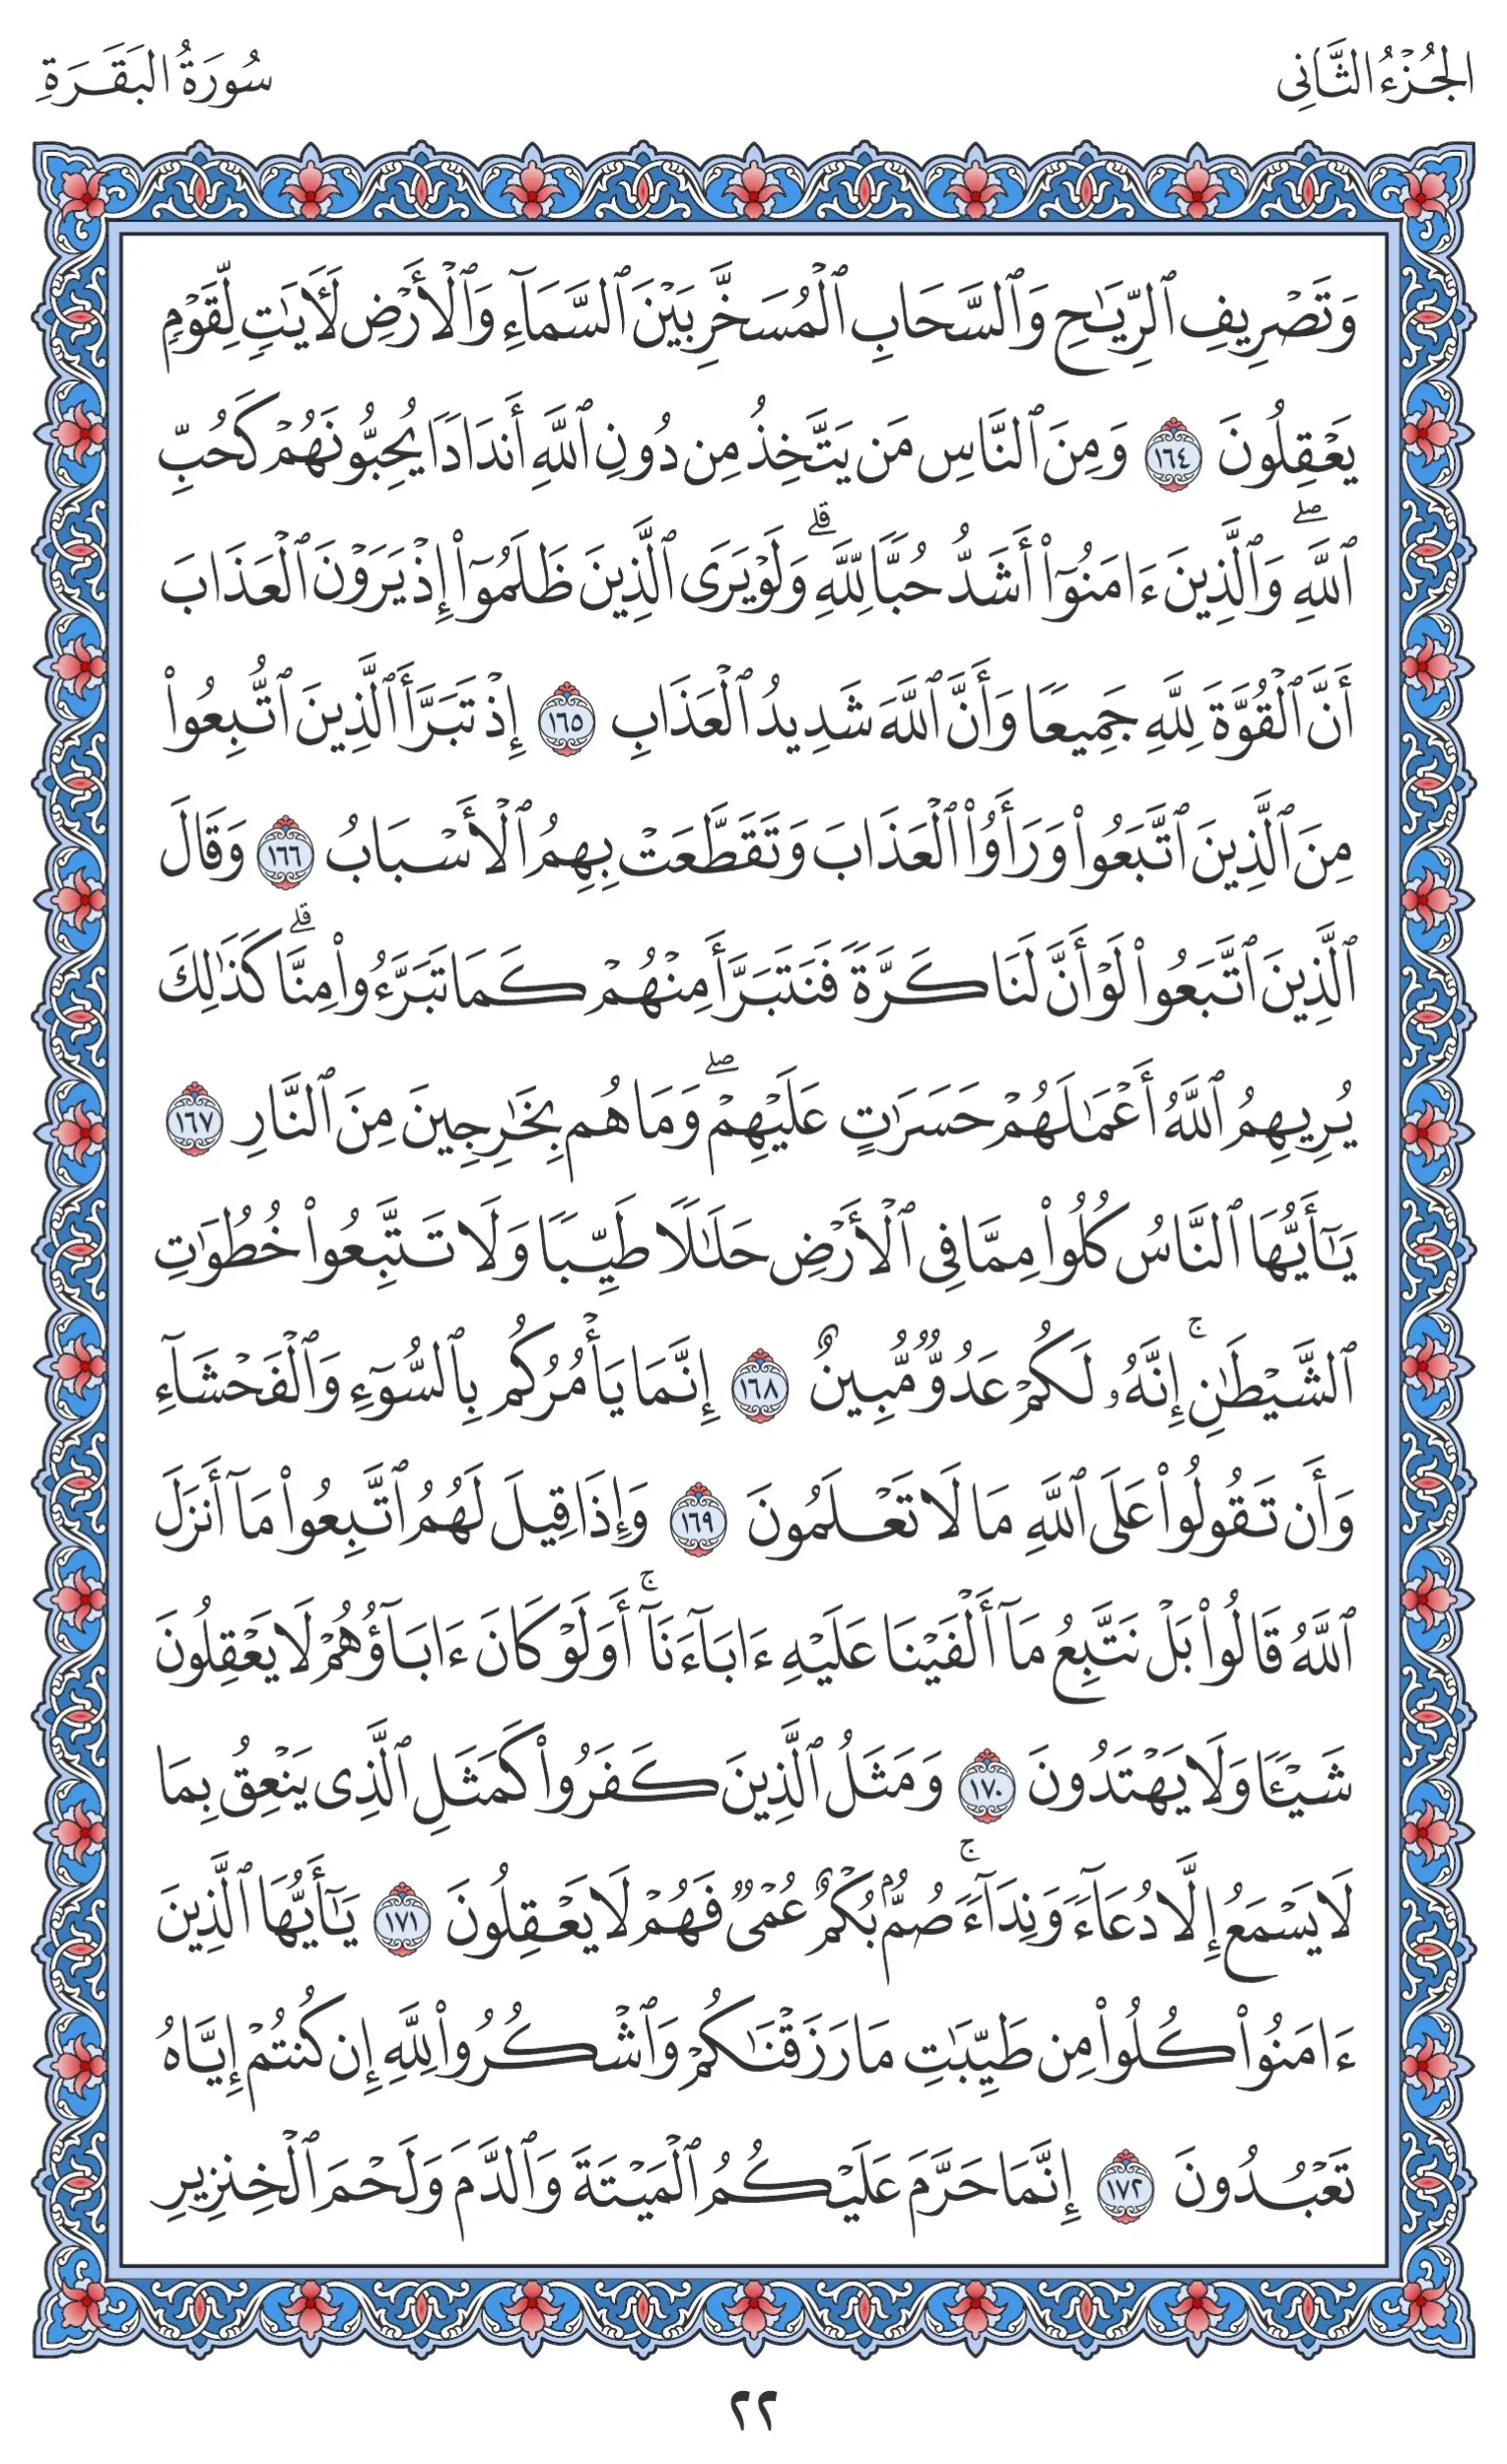 الجُزْءُ الثَّانِى
سُورَةُ البَقَرَةِ
وَتَصْرِيفِ ٱلرِّيَٰحِ وَٱلسَّحَابِ ٱلْمُسَخَّرِ بَيْنَ ٱلسَّمَآءِ وَٱلْأَرْضِ لَـَٔايَٰتٍ لِّقَوْمٍ
يَعْقِلُونَ ١٦٤ وَمِنَ ٱلنَّاسِ مَن يَتَّخِذُ مِن دُونِ ٱللَّهِ أَندَادًا يُحِبُّونَهُمْ كَحُبِّ
ٱللَّهِۖ وَٱلَّذِينَ ءَامَنُوٓا۟ أَشَدُّ حُبًّا لِّلَّهِۗ وَلَوْ يَرَى ٱلَّذِينَ ظَلَمُوٓا۟ إِذْ يَرَوْنَ ٱلْعَذَابَ
أَنَّ ٱلْقُوَّةَ لِلَّهِ جَمِيعًا وَأَنَّ ٱللَّهَ شَدِيدُ ٱلْعَذَابِ ١٦٥ إِذْ تَبَرَّأَ ٱلَّذِينَ ٱتُّبِعُوا۟
مِنَ ٱلَّذِينَ ٱتَّبَعُوا۟ وَرَأَوُا۟ ٱلْعَذَابَ وَتَقَطَّعَتْ بِهِمُ ٱلْأَسْبَابُ ١٦٦ وَقَالَ
ٱلَّذِينَ ٱتَّبَعُوا۟ لَوْ أَنَّ لَنَا كَرَّةً فَنَتَبَرَّأَ مِنْهُمْ كَمَا تَبَرَّءُوا۟ مِنَّاۗ كَذَٰلِكَ
يُرِيهِمُ ٱللَّهُ أَعْمَٰلَهُمْ حَسَرَٰتٍ عَلَيْهِمْۖ وَمَا هُم بِخَٰرِجِينَ مِنَ ٱلنَّارِ ١٦٧
يَٰٓأَيُّهَا ٱلنَّاسُ كُلُوا۟ مِمَّا فِى ٱلْأَرْضِ حَلَٰلًا طَيِّبًا وَلَا تَتَّبِعُوا۟ خُطُوَٰتِ
ٱلشَّيْطَٰنِۚ إِنَّهُۥ لَكُمْ عَدُوٌّ مُّبِينٌ ١٦٨ إِنَّمَا يَأْمُرُكُم بِٱلسُّوٓءِ وَٱلْفَحْشَآءِ
وَأَن تَقُولُوا۟ عَلَى ٱللَّهِ مَا لَا تَعْلَمُونَ ١٦٩ وَإِذَا قِيلَ لَهُمُ ٱتَّبِعُوا۟ مَآ أَنزَلَ
ٱللَّهُ قَالُوا۟ بَلْ نَتَّبِعُ مَآ أَلْفَيْنَا عَلَيْهِ ءَابَآءَنَآۚ أَوَلَوْ كَانَ ءَابَآؤُهُمْ لَا يَعْقِلُونَ
شَيْـًٔا وَلَا يَهْتَدُونَ ١٧٠ وَمَثَلُ ٱلَّذِينَ كَفَرُوا۟ كَمَثَلِ ٱلَّذِى يَنْعِقُ بِمَا
لَا يَسْمَعُ إِلَّا دُعَآءً وَنِدَآءًۚ صُمٌّۢ بُكْمٌ عُمْىٌ فَهُمْ لَا يَعْقِلُونَ ١٧١ يَٰٓأَيُّهَا ٱلَّذِينَ
ءَامَنُوا۟ كُلُوا۟ مِن طَيِّبَٰتِ مَا رَزَقْنَٰكُمْ وَٱشْكُرُوا۟ لِلَّهِ إِن كُنتُمْ إِيَّاهُ
تَعْبُدُونَ ١٧٢ إِنَّمَا حَرَّمَ عَلَيْكُمُ ٱلْمَيْتَةَ وَٱلدَّمَ وَلَحْمَ ٱلْخِنزِيرِ
٢٢